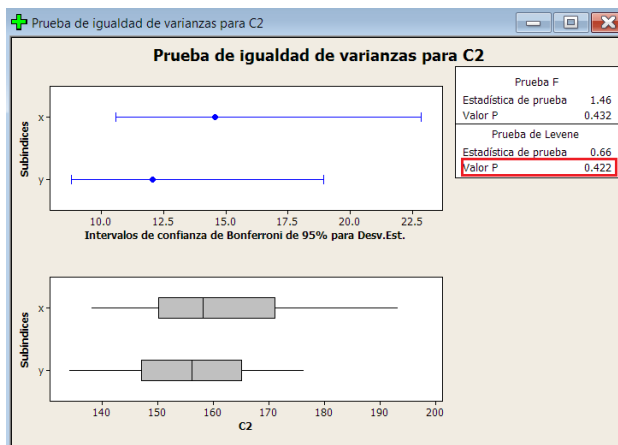 Prueba de igualdad de varianzas para C2
Prueba de igualdad de varianzas para C2
Prueba F
Estadística de prueba 1.46
Valor P 0.432
Prueba de Levene
Estadística de prueba 0.66
Valor P 0.422
Subíndices
x
y
10.0 12.5 15.0 17.5 20.0 22.5
Intervalos de confianza de Bonferroni de 95% para Desv.Est.
Subíndices
x
y
140 150 160 170 180 190 200
C2